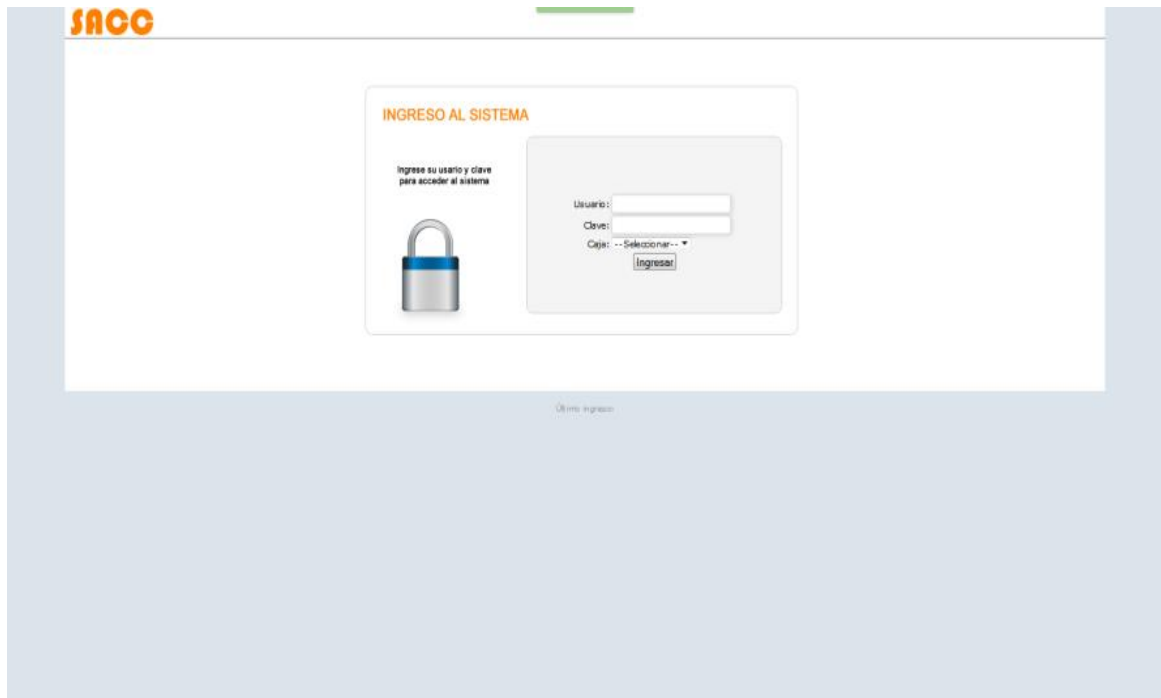 SACC
INGRESO AL SISTEMA
Ingrese su usario y clave
para acceder al sistema
Usuario:
Clave:
Caja: --Seleccionar-- ▼
Ingresar
Último ingreso: